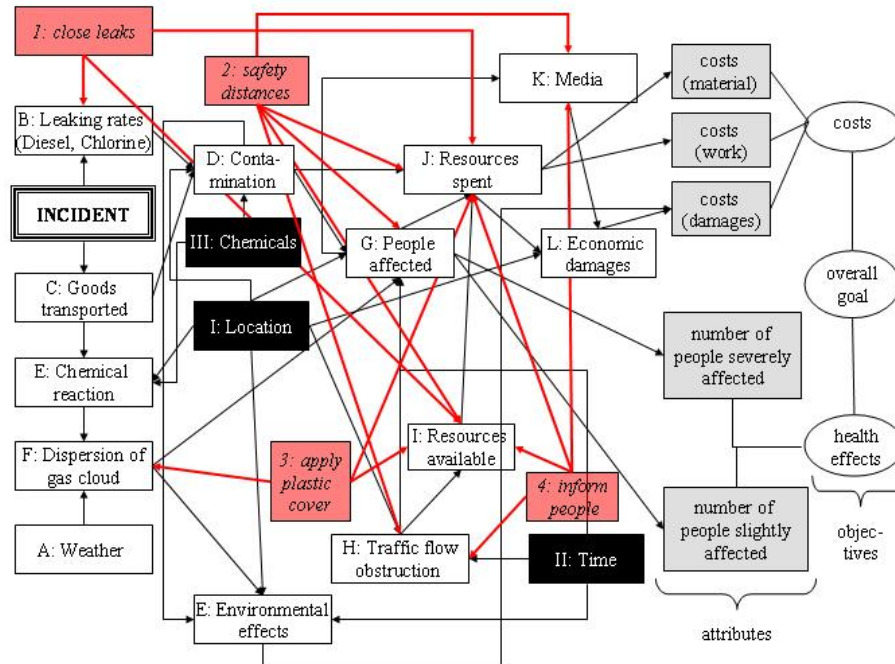 1: close leaks
2: safety
distances
K: Media
costs
(material)
costs
B: Leaking rates
(Diesel, Chlorine)
D: Conta-
mination
J: Resources
spent
costs
(work)
INCIDENT
III: Chemicals
G: People
affected
L: Economic
damages
costs
(damages)
C: Goods
transported
I: Location
overall
goal
E: Chemical
reaction
number of
people severely
affected
F: Dispersion of
gas cloud
3: apply
plastic
cover
I: Resources
available
4: inform
people
health
effects
A: Weather
H: Traffic flow
obstruction
II: Time
number of
people slightly
affected
objec-
tives
E: Environmental
effects
attributes